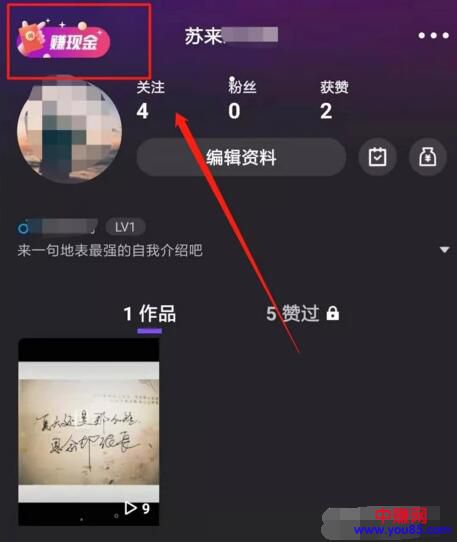 赚现金
苏来
关注
粉丝
获赞
4
0
2
编辑资料
LV1
来一句地表最强的自我介绍吧
1 作品
5 赞过
9
中赚网
www.you85.com